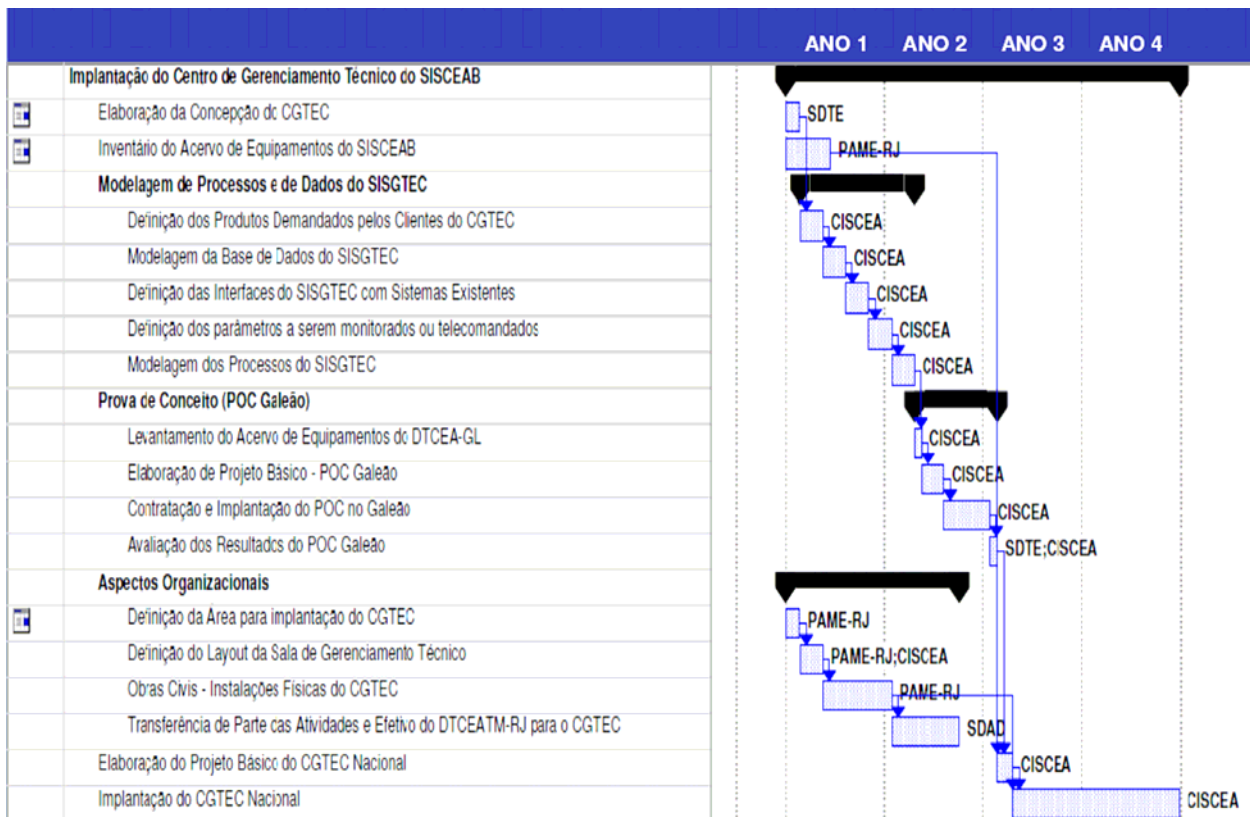 ANO 1 ANO 2 ANO 3 ANO 4
Implantação do Centro de Gerenciamento Técnico do SISCEAB
Elaboração da Concepção do CGTEC SDTE
Inventário do Acervo de Equipamentos do SISCEAB PAME-RJ
Modelagem de Processos e de Dados do SISGTEC
Definição dos Produtos Demandados pelos Clientes do CGTEC CISCEA
Modelagem da Base de Dados do SISGTEC CISCEA
Definição das Interfaces do SISGTEC com Sistemas Existentes CISCEA
Definição dos parâmetros a serem monitorados ou telecomandados CISCEA
Modelagem dos Processos do SISGTEC CISCEA
Prova de Conceito (POC Galeão)
Levantamento do Acervo de Equipamentos do DTCEA-GL CISCEA
Elaboração de Projeto Básico - POC Galeão CISCEA
Contratação e Implantação do POC no Galeão CISCEA
Avaliação dos Resultados do POC Galeão SDTE;CISCEA
Aspectos Organizacionais
Definição da Área para implantação do CGTEC PAME-RJ
Definição do Layout da Sala de Gerenciamento Técnico PAME-RJ;CISCEA
Obras Civis - Instalações Físicas do CGTEC PAME-RJ
Transferência de Parte das Atividades e Efetivo do DTCEATM-RJ para o CGTEC SDAD
Elaboração do Projeto Básico do CGTEC Nacional CISCEA
Implantação do CGTEC Nacional CISCEA